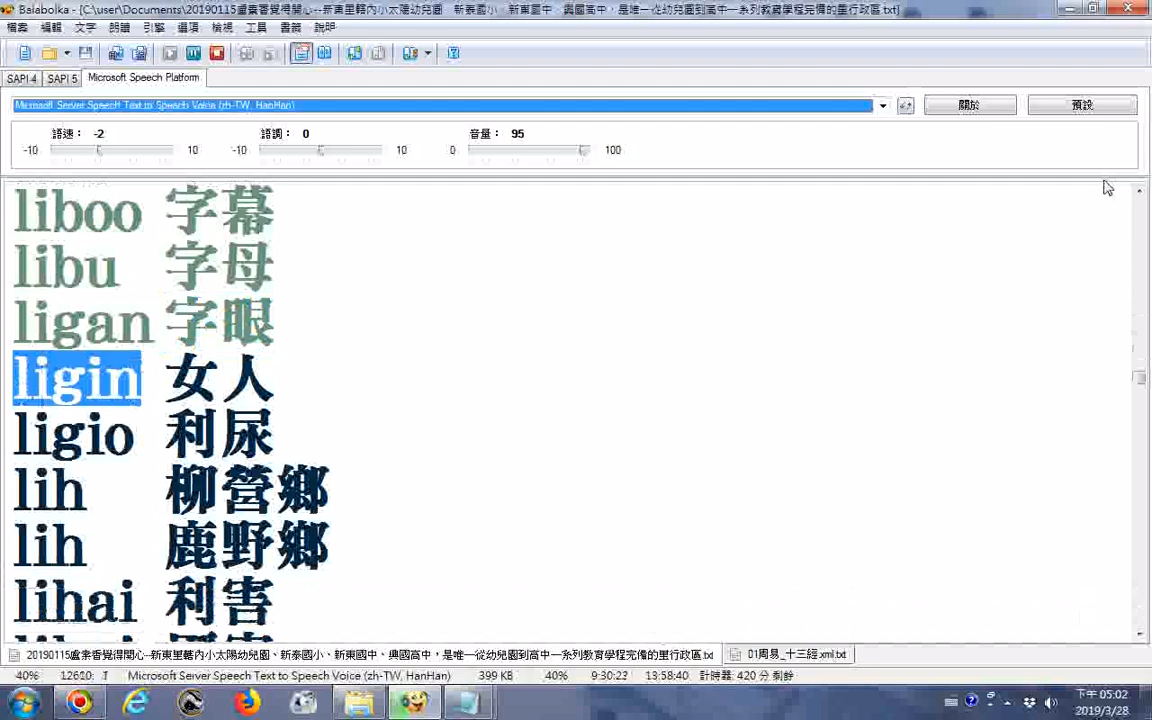 Balabolka - [C:\user\Documents\20190115盧素香覺得開心--新東里轄內小太陽幼兒園、新泰國小、新東國中、興國高中，是唯一從幼兒園到高中一系列教育學程完備的里行政區.txt]
檔案 編輯 文字 朗讀 引擎 選項 檢視 工具 書籤 說明
SAPI 4 SAPI 5 Microsoft Speech Platform
Microsoft Server Speech Text to Speech Voice (zh-TW, HanHan) 關於 預設
語速： -2 語調： 0 音量： 95
-10 10 -10 10 0 100
liboo 字幕
libu 字母
ligan 字眼
ligin 女人
ligio 利尿
lih 柳營鄉
lih 鹿野鄉
lihai 利害
20190115盧素香覺得開心--新東里轄內小太陽幼兒園、新泰國小、新東國中、興國高中，是唯一從幼兒園到高中一系列教育學程完備的里行政區.txt 01周易_十三經.xml.txt
40% 12610: 1 Microsoft Server Speech Text to Speech Voice (zh-TW, HanHan) 399 KB 40% 9:30:23 13:58:40 計時器: 420 分 剩餘
下午 05:02
2019/3/28